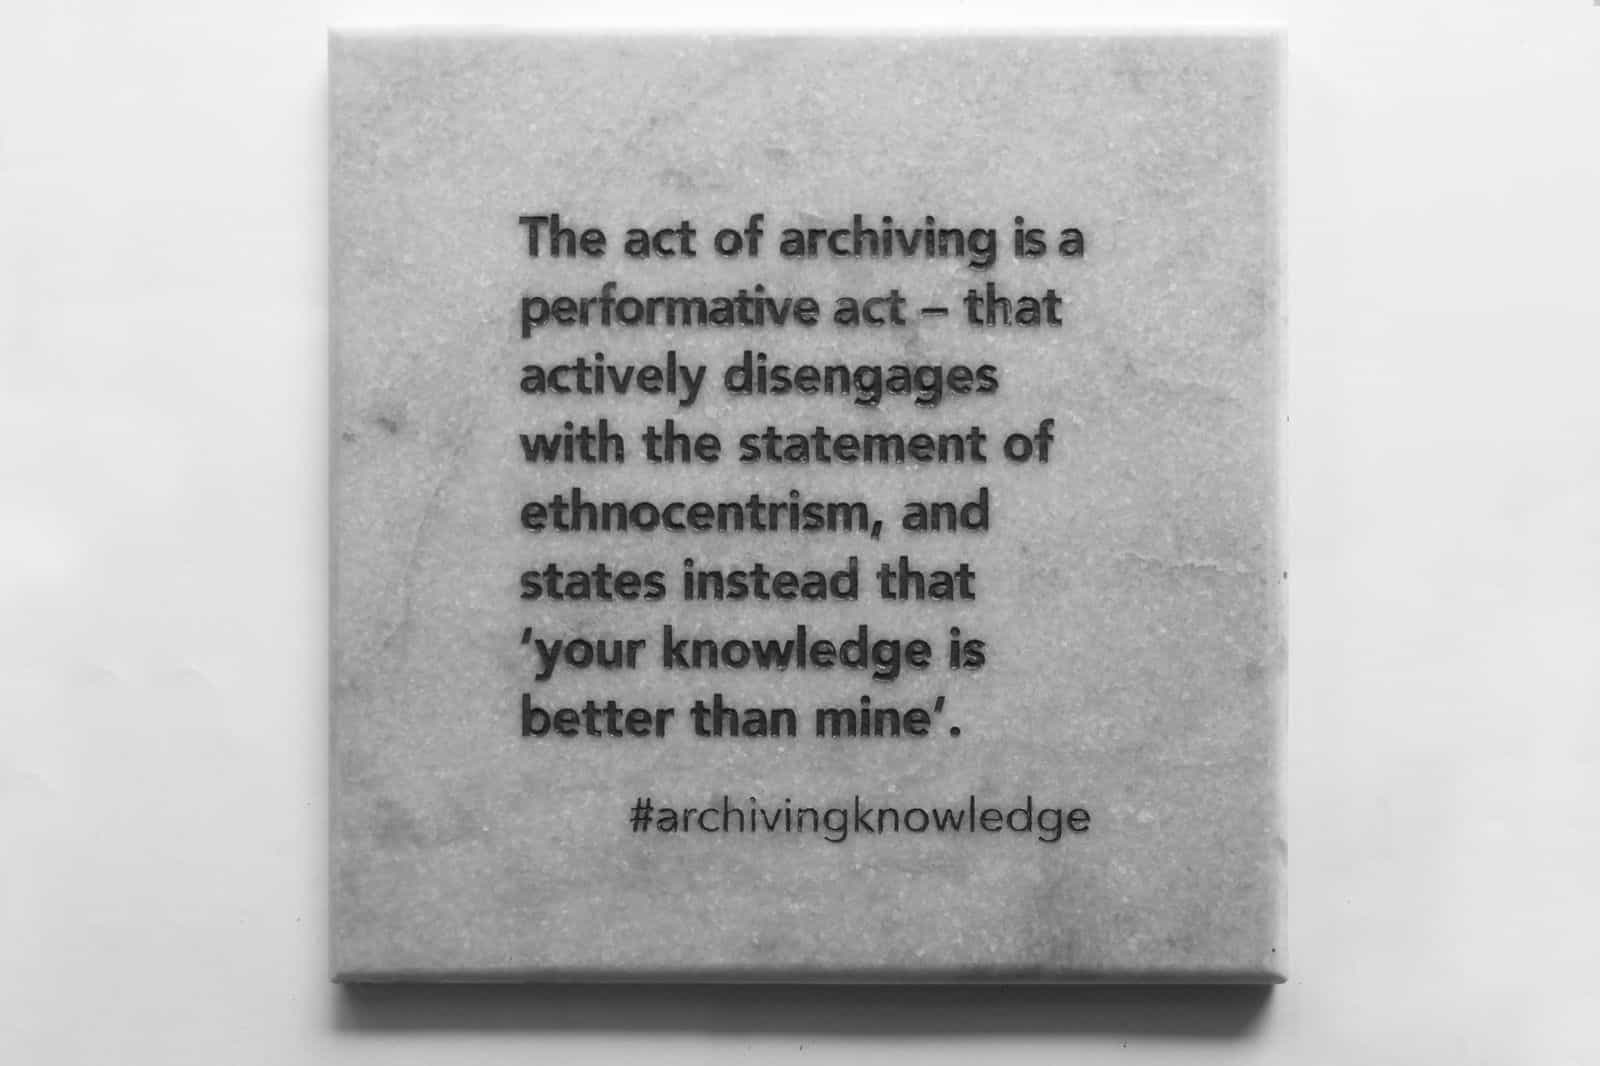 The act of archiving is a
performative act – that
actively disengages
with the statement of
ethnocentrism, and
states instead that
‘your knowledge is
better than mine’.
#archivingknowledge